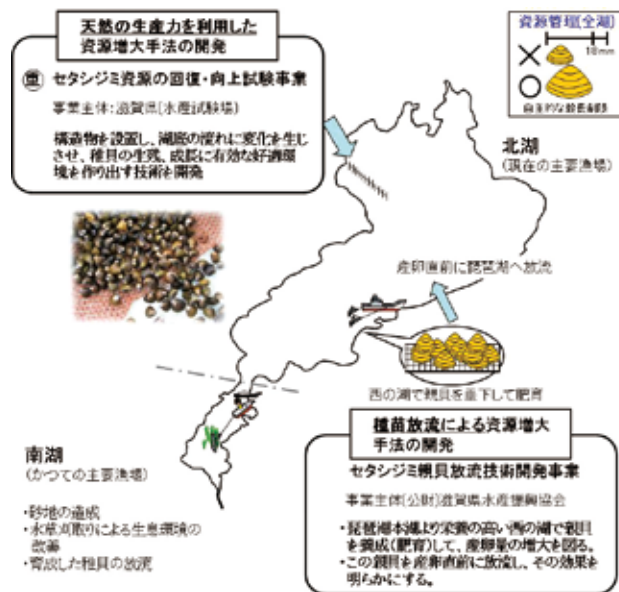 天然の生産力を利用した
資源増大手法の開発
重 セタシジミ資源の回復・向上試験事業
事業主体:滋賀県(水産試験場)
構造物を設置し、湖底の流れに変化を生じ
させ、稚貝の生残、成長に有効な好適環
境を作り出す技術を開発
資源管理(全湖)
18mm
自主的な殻長制限
北湖
(現在の主要漁場)
産卵直前に琵琶湖へ放流
西の湖で親貝を垂下して肥育
南湖
(かつての主要漁場)
・砂地の造成
・水草刈取りによる生息環境の
改善
・育成した稚貝の放流
種苗放流による資源増大
手法の開発
セタシジミ親貝放流技術開発事業
事業主体(公財)滋賀県水産振興協会
・琵琶湖本湖より栄養の高い西の湖で親貝
を養成(肥育)して、産卵量の増大を図る。
・この親貝を産卵直前に放流し、その効果を
明らかにする。